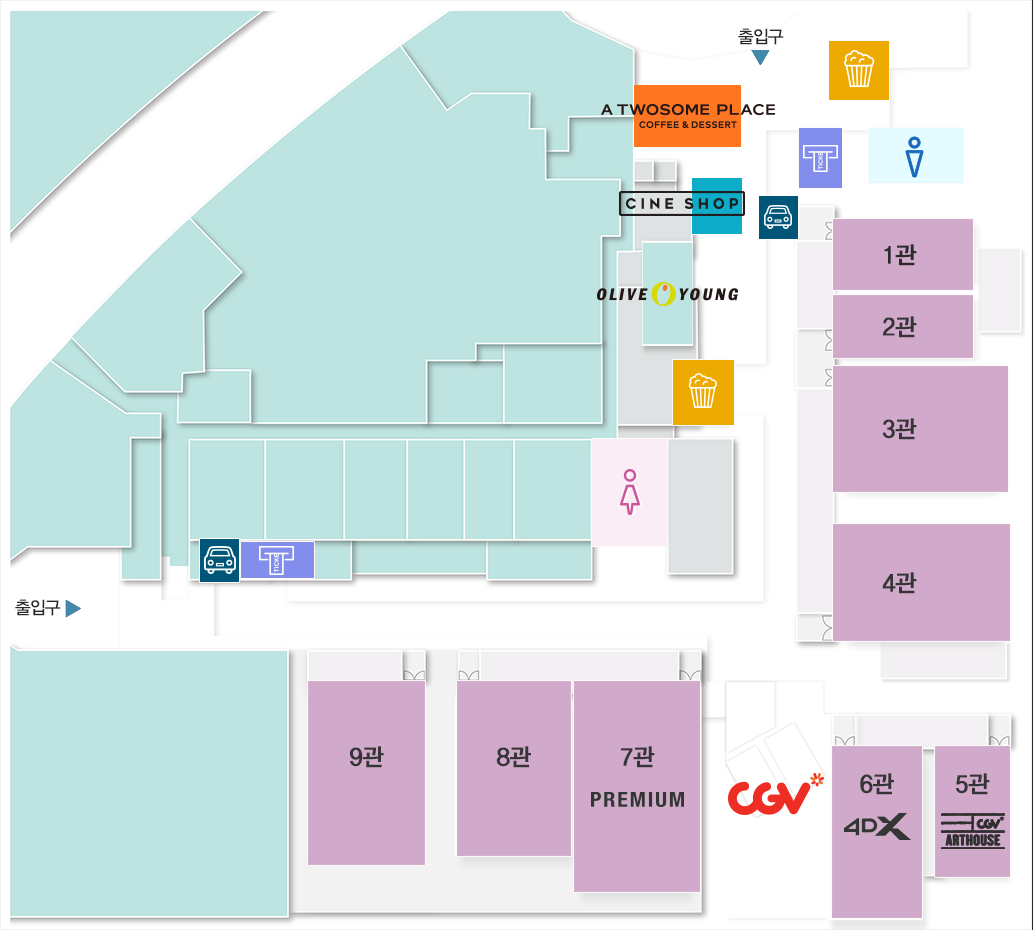 출입구
A TWOSOME PLACE
COFFEE & DESSERT
TICKET
CINE SHOP
1관
OLIVE YOUNG
2관
3관
TICKET
4관
출입구
9관
8관
7관
PREMIUM
CGV
6관
4DX
5관
CGV
ARTHOUSE